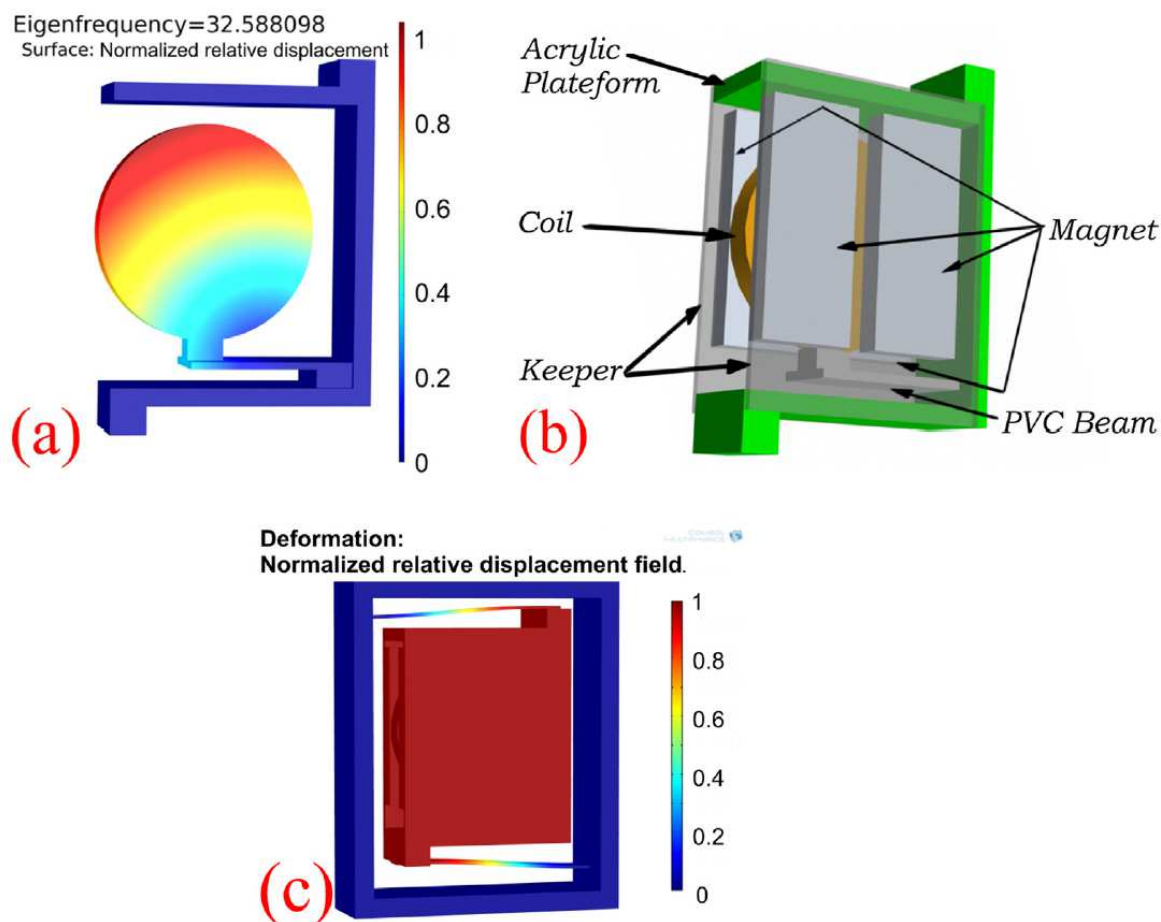 Eigenfrequency=32.588098
Surface: Normalized relative displacement
1
0.8
0.6
0.4
0.2
0
(a)
Acrylic
Plateform
Coil
Magnet
Keeper
PVC Beam
(b)
Deformation:
Normalized relative displacement field.
1
0.8
0.6
0.4
0.2
0
(c)